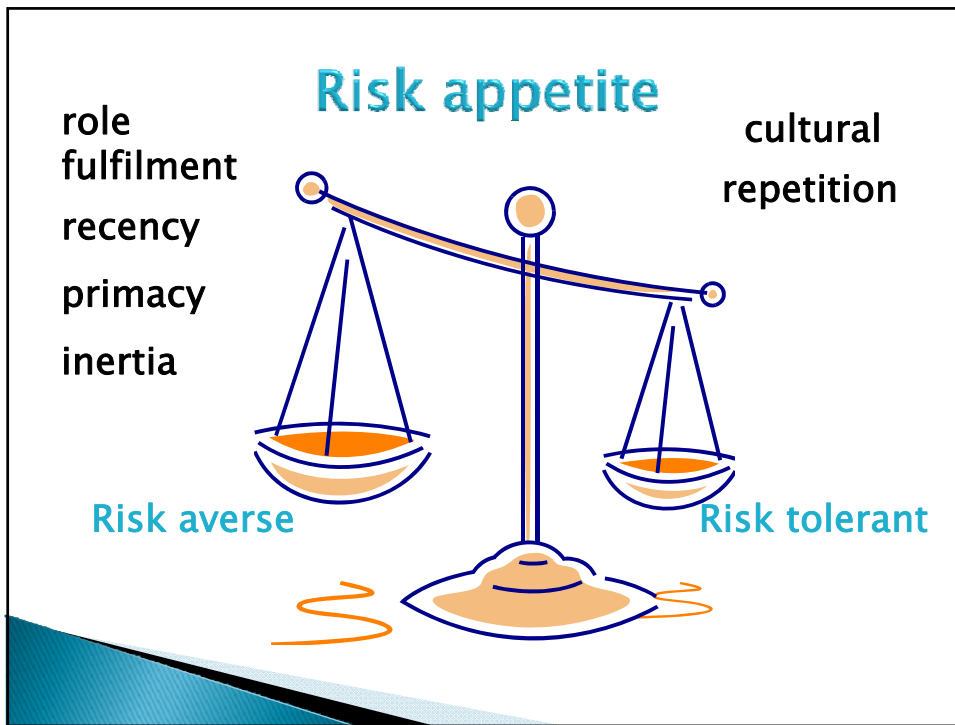 Risk appetite
role
fulfilment
recency
primacy
inertia
cultural
repetition
Risk averse
Risk tolerant